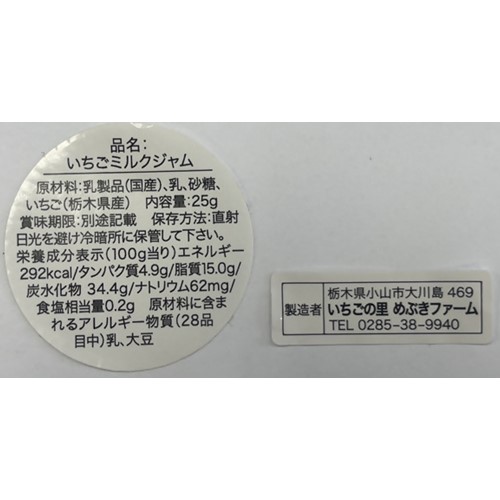 品名:
いちごミルクジャム
原材料:乳製品(国産)、乳、砂糖、
いちご(栃木県産) 内容量:25g
賞味期限:別途記載 保存方法:直射
日光を避け冷暗所に保管して下さい。
栄養成分表示(100g当り)エネルギー
292kcal/タンパク質4.9g/脂質15.0g/
炭水化物 34.4g/ナトリウム62mg/
食塩相当量0.2g 原材料に含ま
れるアレルギー物質(28品
目中)乳、大豆
製造者
栃木県小山市大川島 469
いちごの里 めぶきファーム
TEL 0285-38-9940